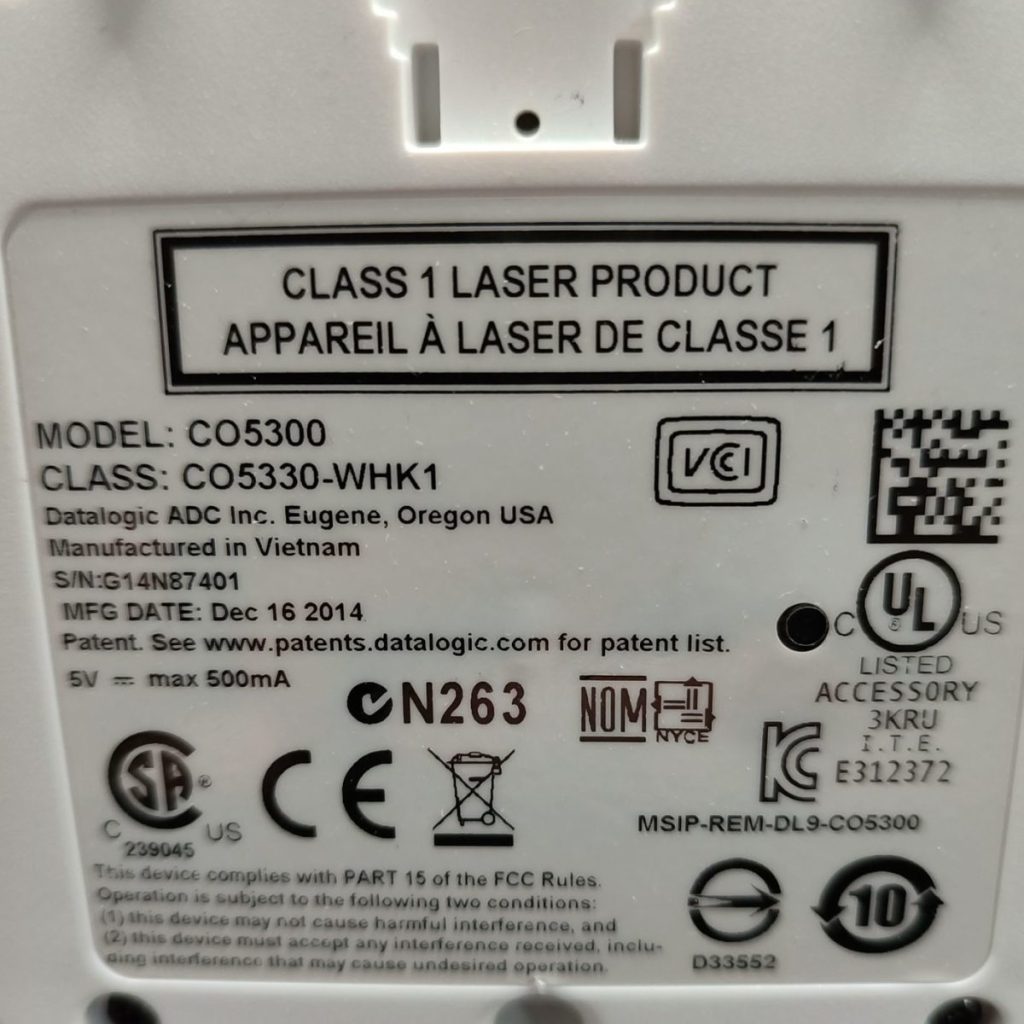 CLASS 1 LASER PRODUCT
APPAREIL À LASER DE CLASSE 1
MODEL: CO5300
CLASS: CO5330-WHK1
Datalogic ADC Inc. Eugene, Oregon USA
Manufactured in Vietnam
S/N:G14N87401
MFG DATE: Dec 16 2014
Patent. See www.patents.datalogic.com for patent list.
5V ⎓ max 500mA
VCCI
C UL® US
LISTED
ACCESSORY
3KRU
I.T.E.
E312372
N263
NOM
NYCE
SA®
C US
239045
CE
KC
MSIP-REM-DL9-CO5300
This device complies with PART 15 of the FCC Rules.
Operation is subject to the following two conditions:
(1) this device may not cause harmful interference, and
(2) this device must accept any interference received, inclu-
ding interference that may cause undesired operation.
D33552
10